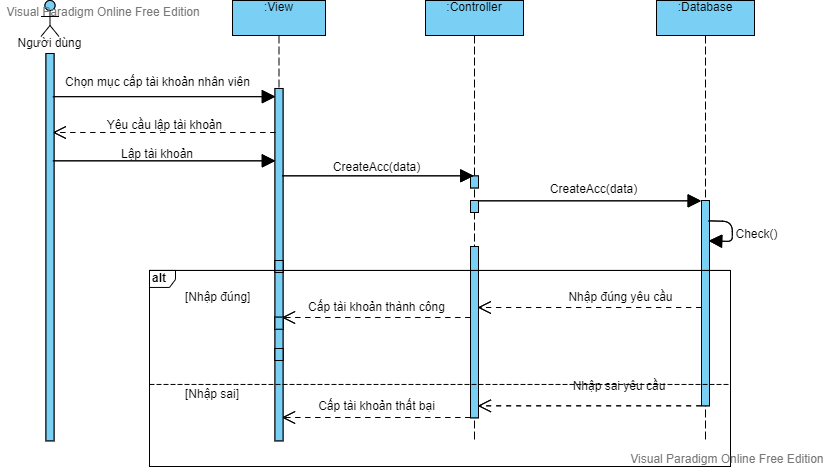 Visual Paradigm Online Free Edition
:View
:Controller
:Database
Người dùng
Chọn mục cấp tài khoản nhân viên
Yêu cầu lập tài khoản
Lập tài khoản
CreateAcc(data)
CreateAcc(data)
Check()
alt
[Nhập đúng]
Nhập đúng yêu cầu
Cấp tài khoản thành công
Nhập sai yêu cầu
[Nhập sai]
Cấp tài khoản thất bại
Visual Paradigm Online Free Edition